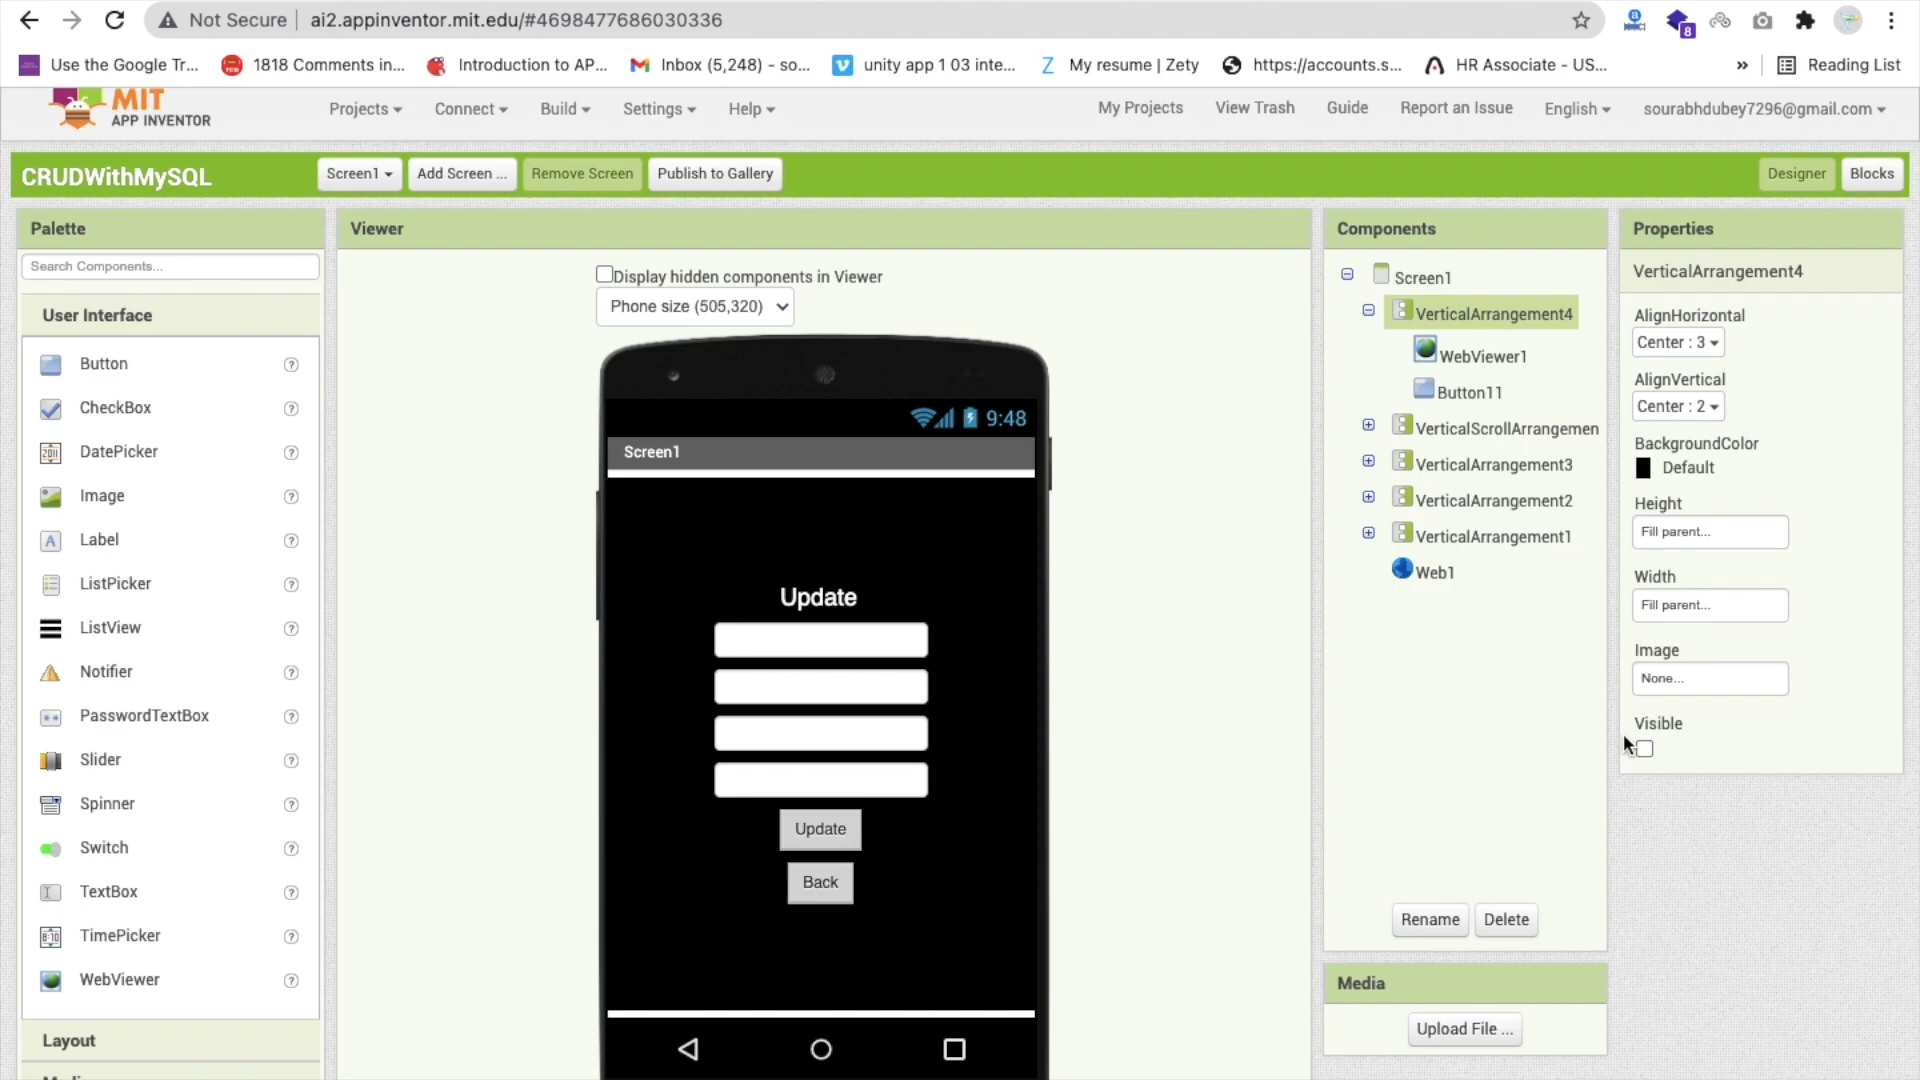 Not Secure
ai2.appinventor.mit.edu/#4698477686030336
8
Use the Google Tr...
1818 Comments in...
Introduction to AP...
Inbox (5,248) - so...
unity app 1 03 inte...
My resume | Zety
https://accounts.s...
HR Associate - US...
»
Reading List
MIT
APP INVENTOR
Projects
Connect
Build
Settings
Help
My Projects
View Trash
Guide
Report an Issue
English
sourabhdubey7296@gmail.com
CRUDWithMySQL
Screen1
Add Screen ...
Remove Screen
Publish to Gallery
Designer
Blocks
Palette
Search Components...
User Interface
Button
CheckBox
DatePicker
Image
Label
ListPicker
ListView
Notifier
PasswordTextBox
Slider
Spinner
Switch
TextBox
TimePicker
WebViewer
Layout
Viewer
Display hidden components in Viewer
Phone size (505,320)
9:48
Screen1
Update
Update
Back
Components
Screen1
VerticalArrangement4
WebViewer1
Button11
VerticalScrollArrangemen
VerticalArrangement3
VerticalArrangement2
VerticalArrangement1
Web1
Rename
Delete
Media
Upload File ...
Properties
VerticalArrangement4
AlignHorizontal
Center : 3
AlignVertical
Center : 2
BackgroundColor
Default
Height
Fill parent...
Width
Fill parent...
Image
None...
Visible